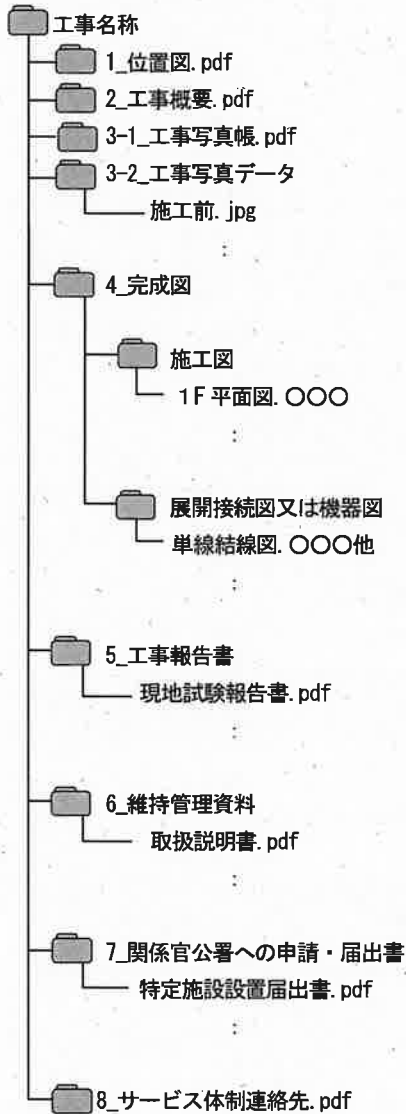 工事名称
1_位置図.pdf
2_工事概要.pdf
3-1_工事写真帳.pdf
3-2_工事写真データ
施工前.jpg
:
4_完成図
施工図
1F平面図.〇〇〇
:
展開接続図又は機器図
単線結線図.〇〇〇他
:
5_工事報告書
現地試験報告書.pdf
:
6_維持管理資料
取扱説明書.pdf
:
7_関係官公署への申請・届出書
特定施設設置届出書.pdf
:
8_サービス体制連絡先.pdf